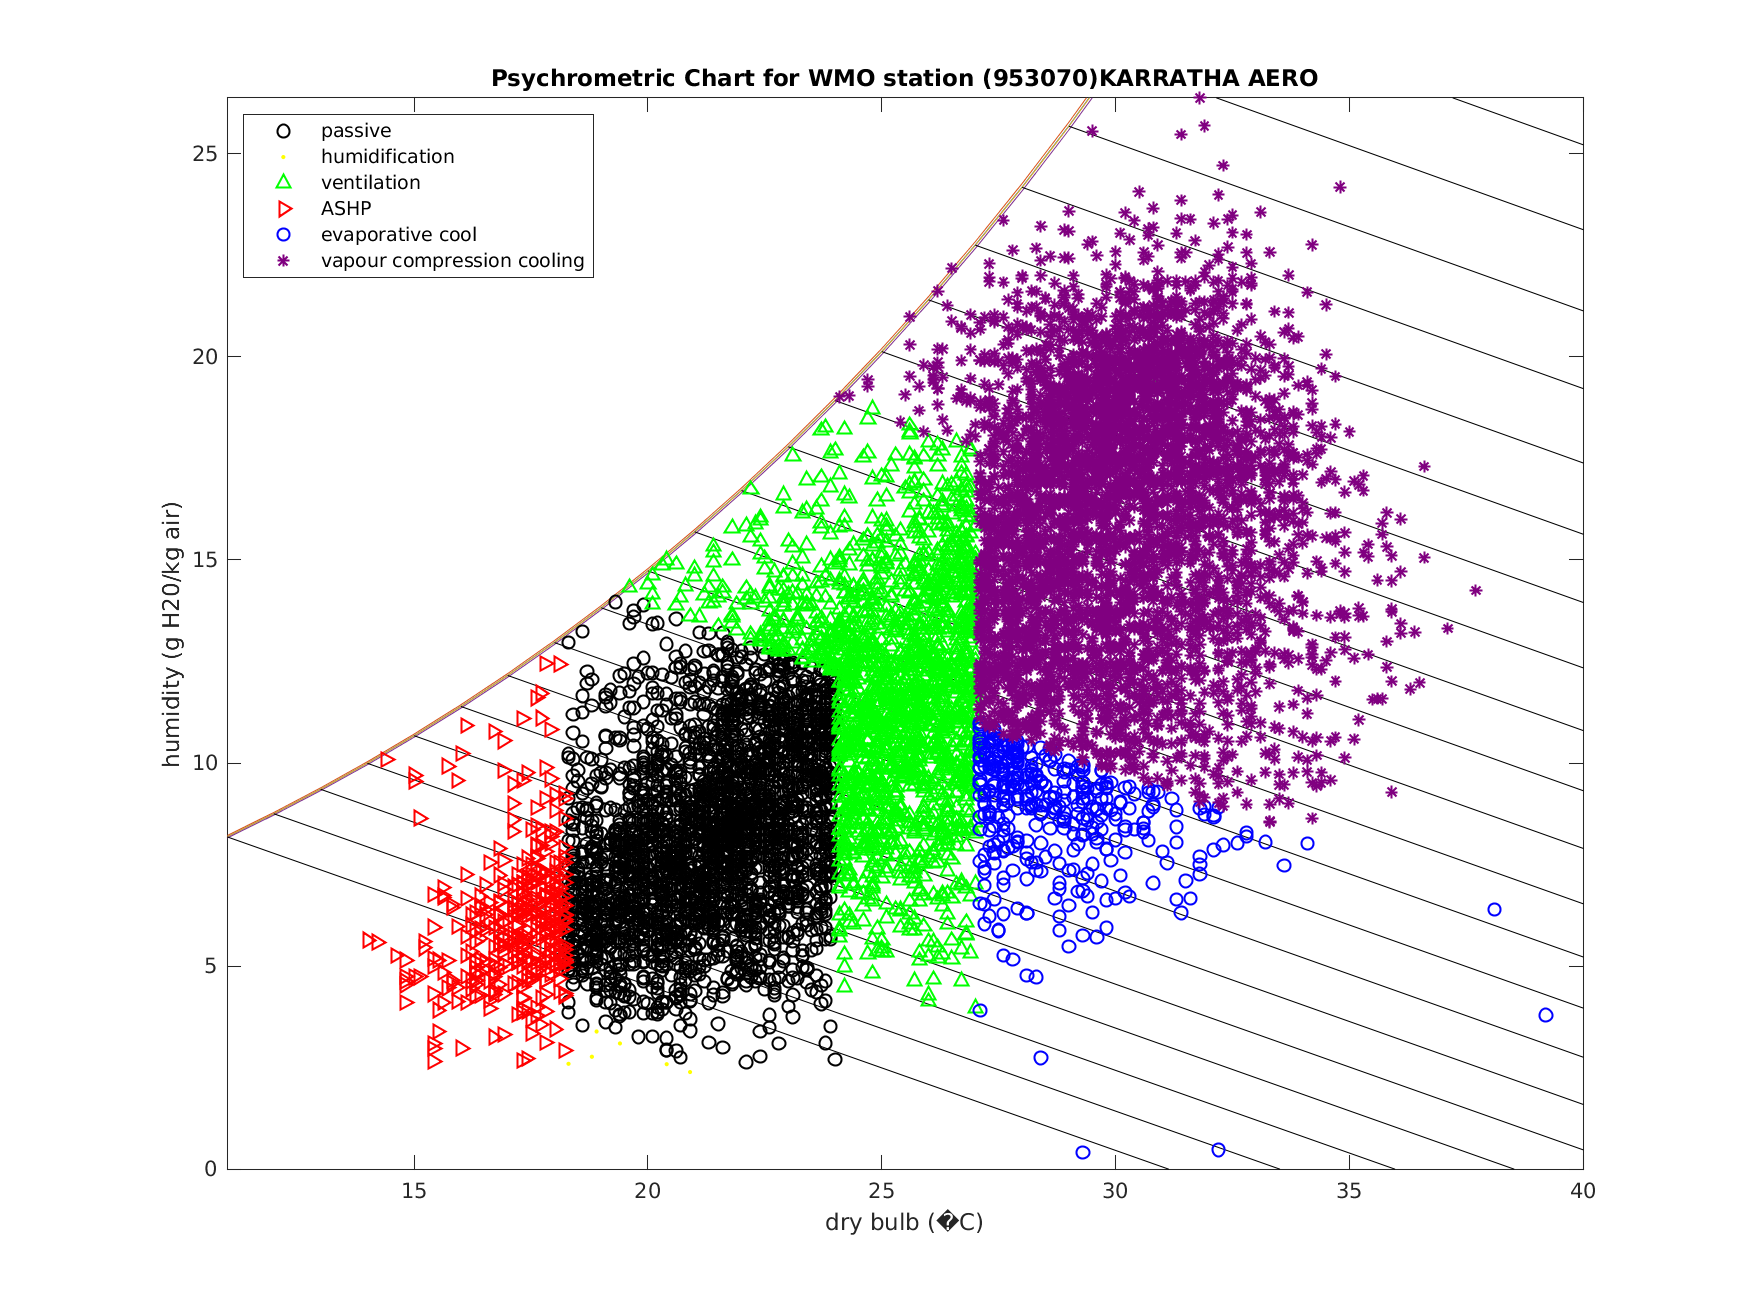 Psychrometric Chart for WMO station (953070)KARRATHA AERO
passive
humidification
ventilation
ASHP
evaporative cool
vapour compression cooling
humidity (g H20/kg air)
25
20
15
10
5
0
15 20 25 30 35 40
dry bulb (�C)